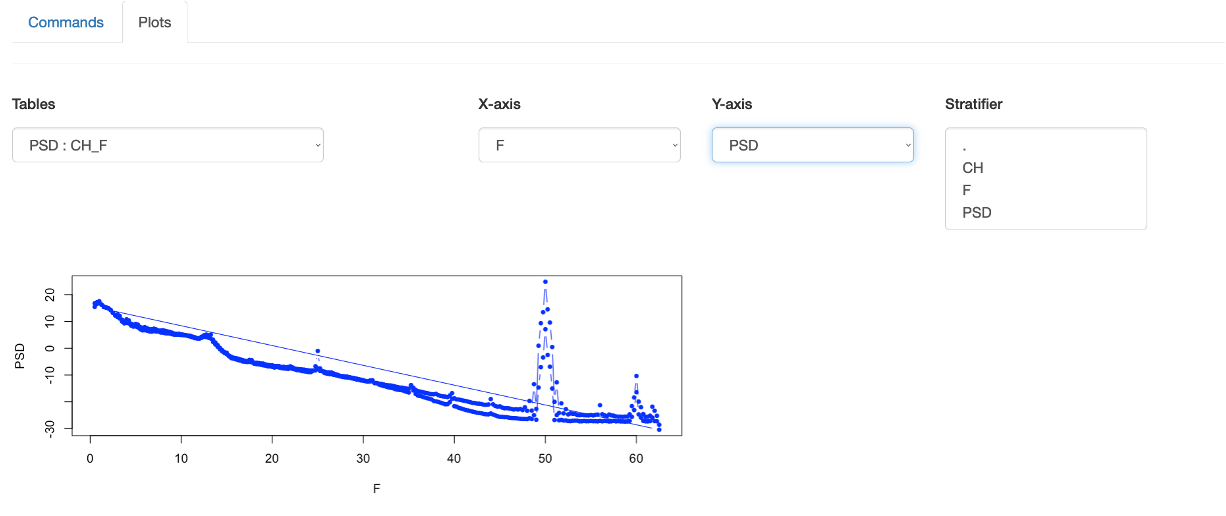 Commands Plots
Tables X-axis Y-axis Stratifier
PSD : CH_F F PSD .
CH
F
PSD
20
10
0
-10
-30
PSD
0 10 20 30 40 50 60
F